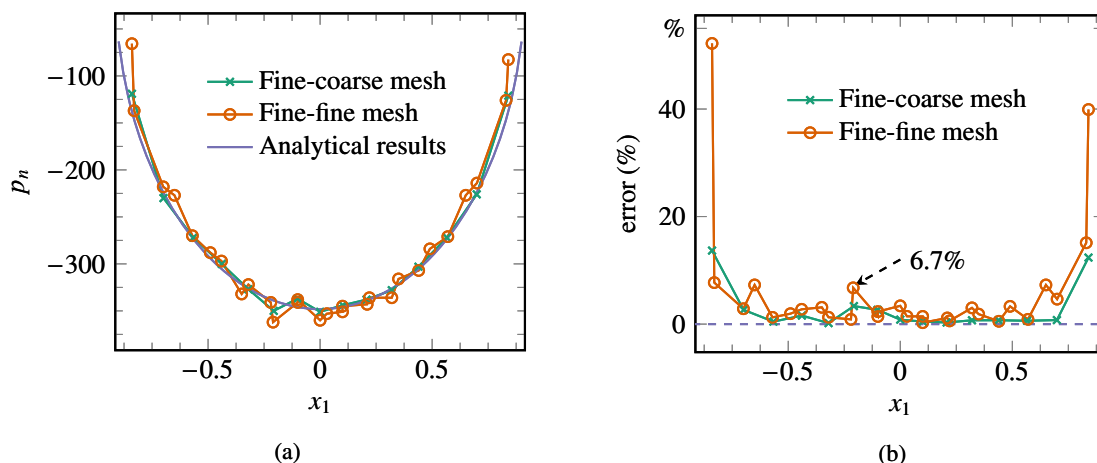 −100
−200
−300
p_n
Fine-coarse mesh
Fine-fine mesh
Analytical results
−0.5 0 0.5
x_1
(a)
%
40
20
0
error (%)
Fine-coarse mesh
Fine-fine mesh
6.7%
−0.5 0 0.5
x_1
(b)